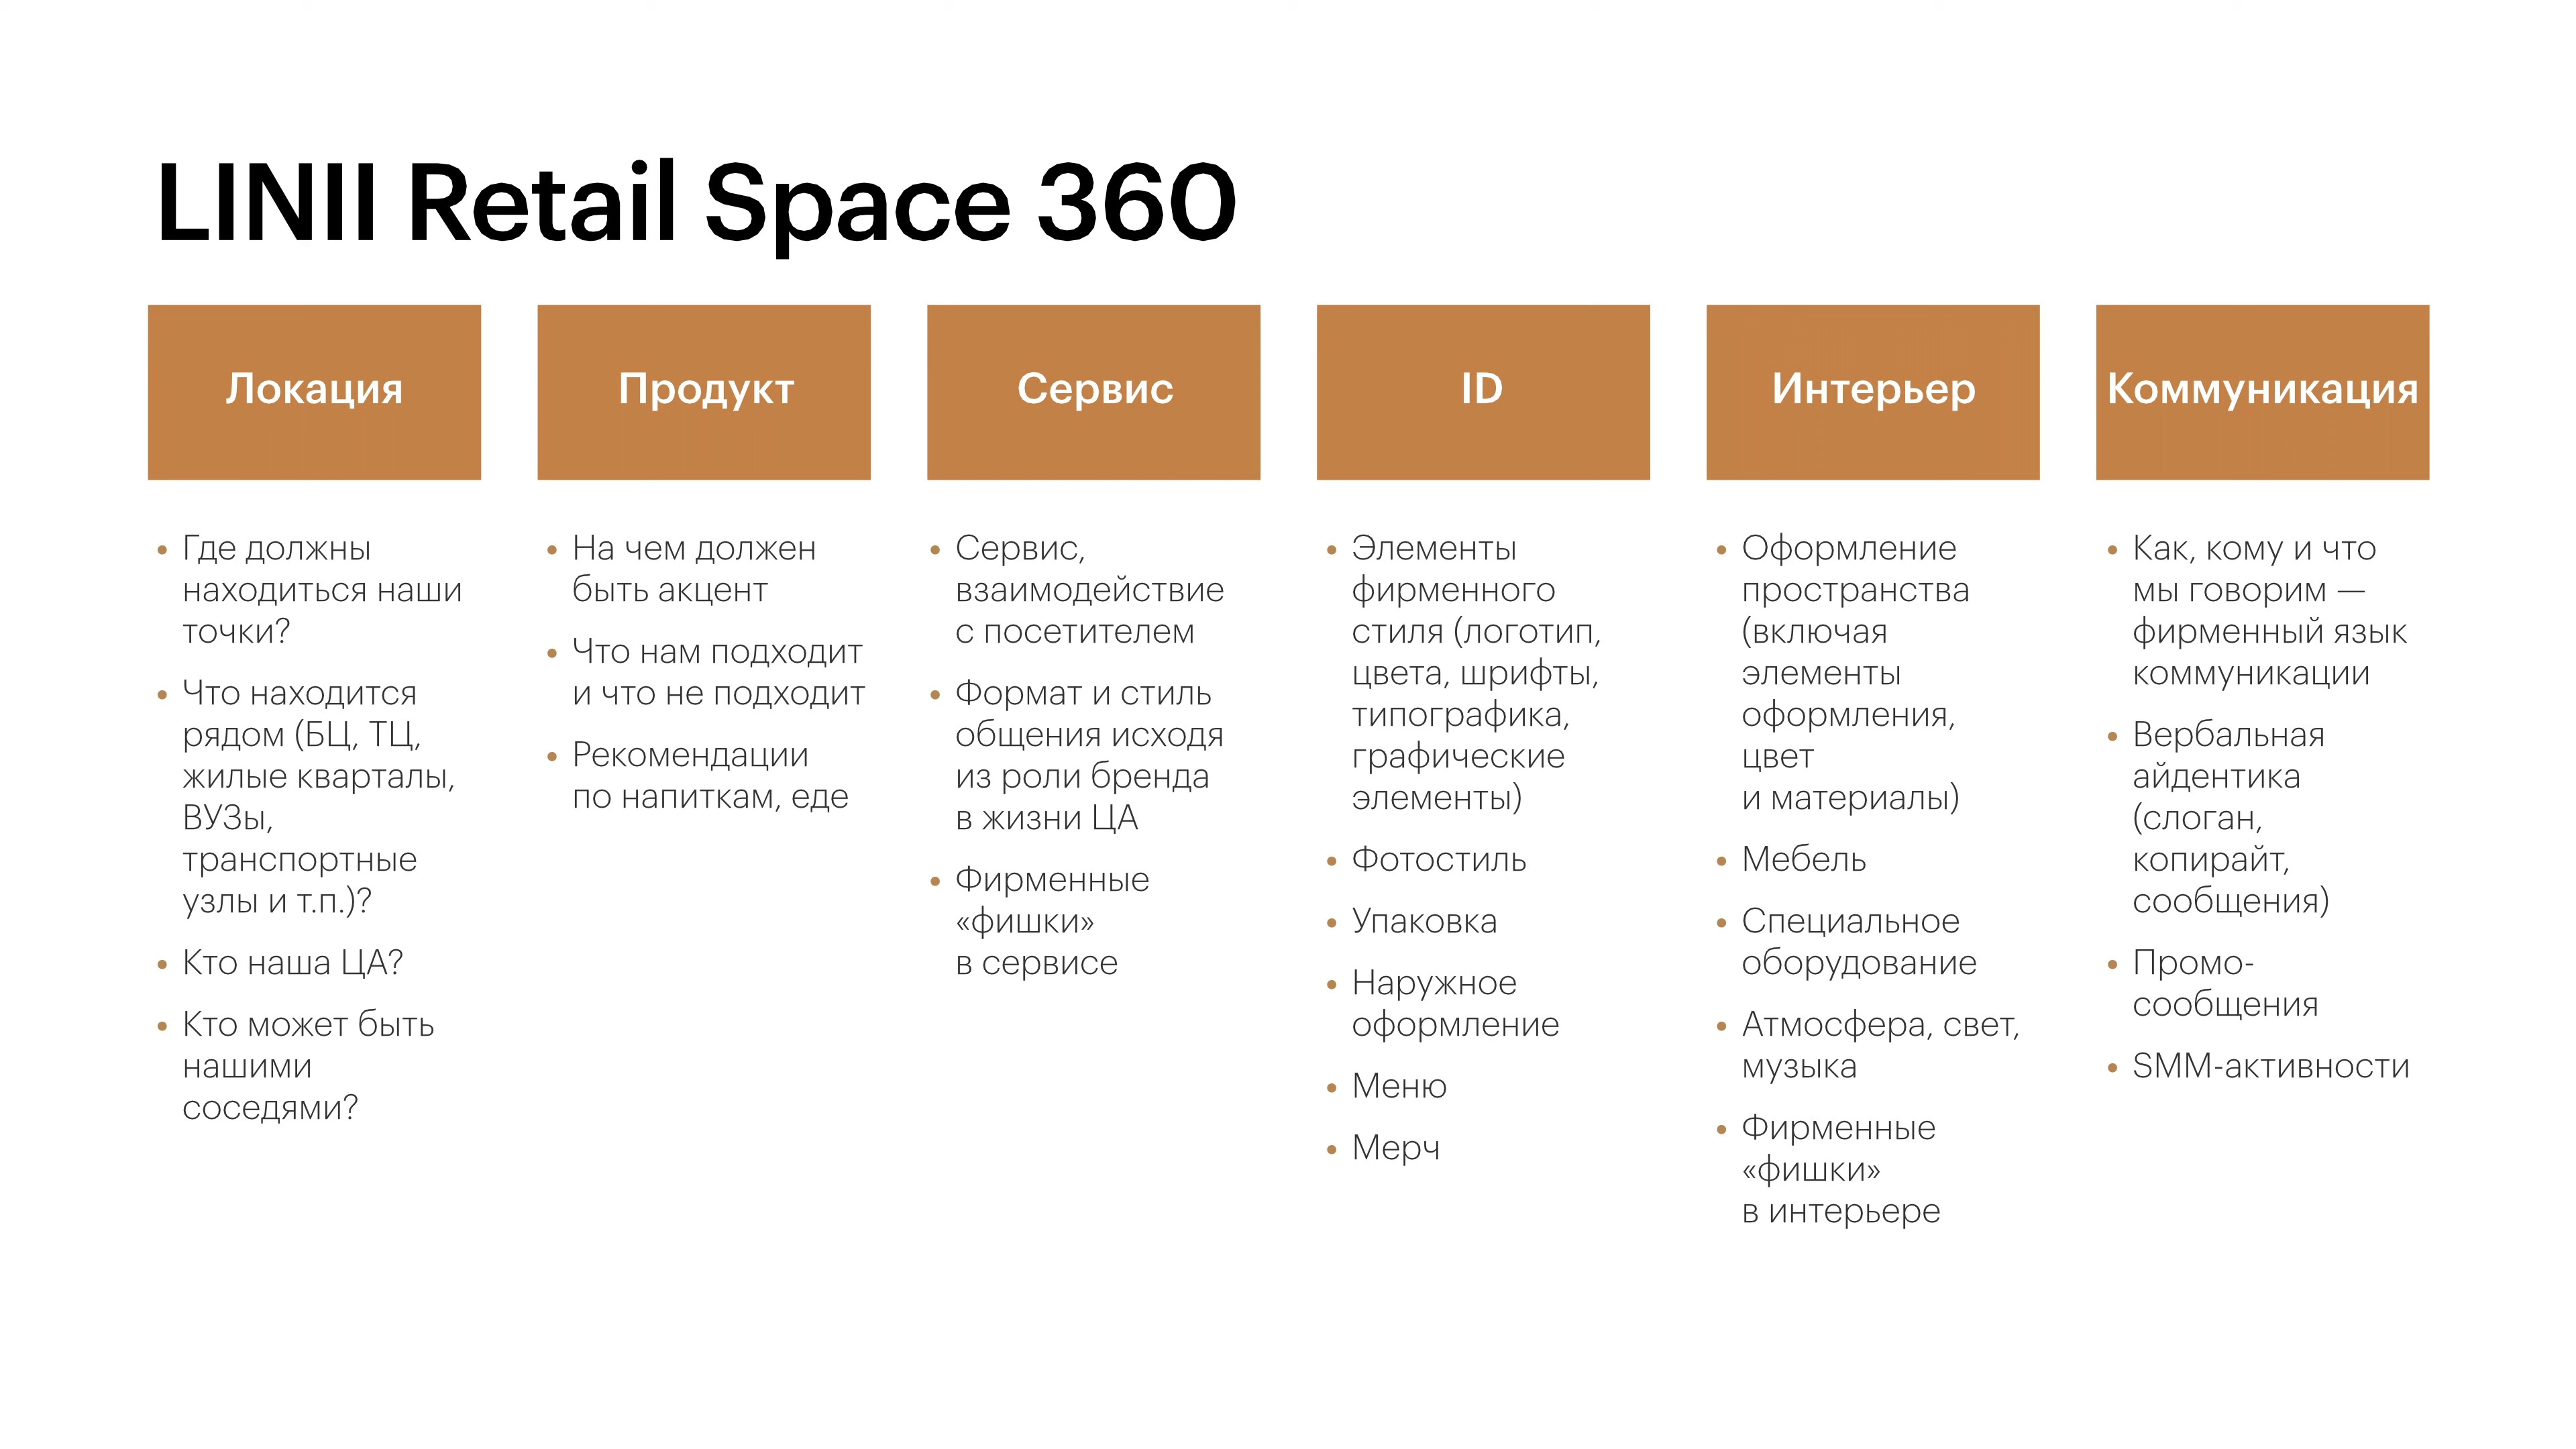 LINII Retail Space 360
Локация
• Где должны
находиться наши
точки?
• Что находится
рядом (БЦ, ТЦ,
жилые кварталы,
ВУЗы,
транспортные
узлы и т.п.)?
• Кто наша ЦА?
• Кто может быть
нашими
соседями?
Продукт
• На чем должен
быть акцент
• Что нам подходит
и что не подходит
• Рекомендации
по напиткам, еде
Сервис
• Сервис,
взаимодействие
с посетителем
• Формат и стиль
общения исходя
из роли бренда
в жизни ЦА
• Фирменные
«фишки»
в сервисе
ID
• Элементы
фирменного
стиля (логотип,
цвета, шрифты,
типографика,
графические
элементы)
• Фотостиль
• Упаковка
• Наружное
оформление
• Меню
• Мерч
Интерьер
• Оформление
пространства
(включая
элементы
оформления,
цвет
и материалы)
• Мебель
• Специальное
оборудование
• Атмосфера, свет,
музыка
• Фирменные
«фишки»
в интерьере
Коммуникация
• Как, кому и что
мы говорим —
фирменный язык
коммуникации
• Вербальная
айдентика
(слоган,
копирайт,
сообщения)
• Промо-
сообщения
• SMM-активности